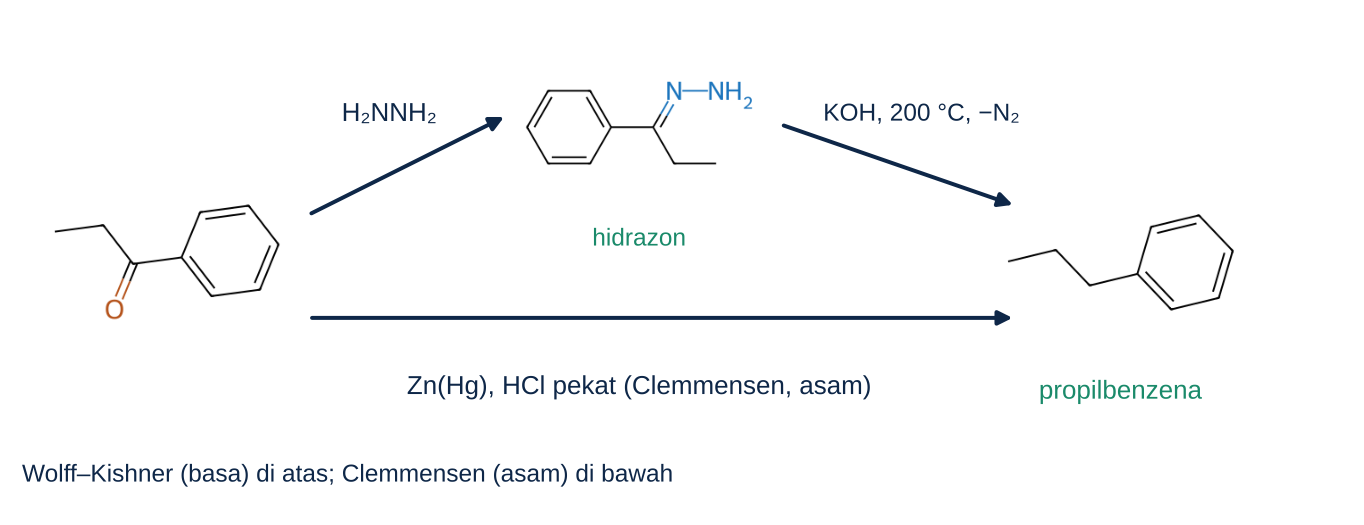 N—NH₂
H₂NNH₂
KOH, 200 °C, −N₂
hidrazon
O
Zn(Hg), HCl pekat (Clemmensen, asam)
propilbenzena
Wolff–Kishner (basa) di atas; Clemmensen (asam) di bawah